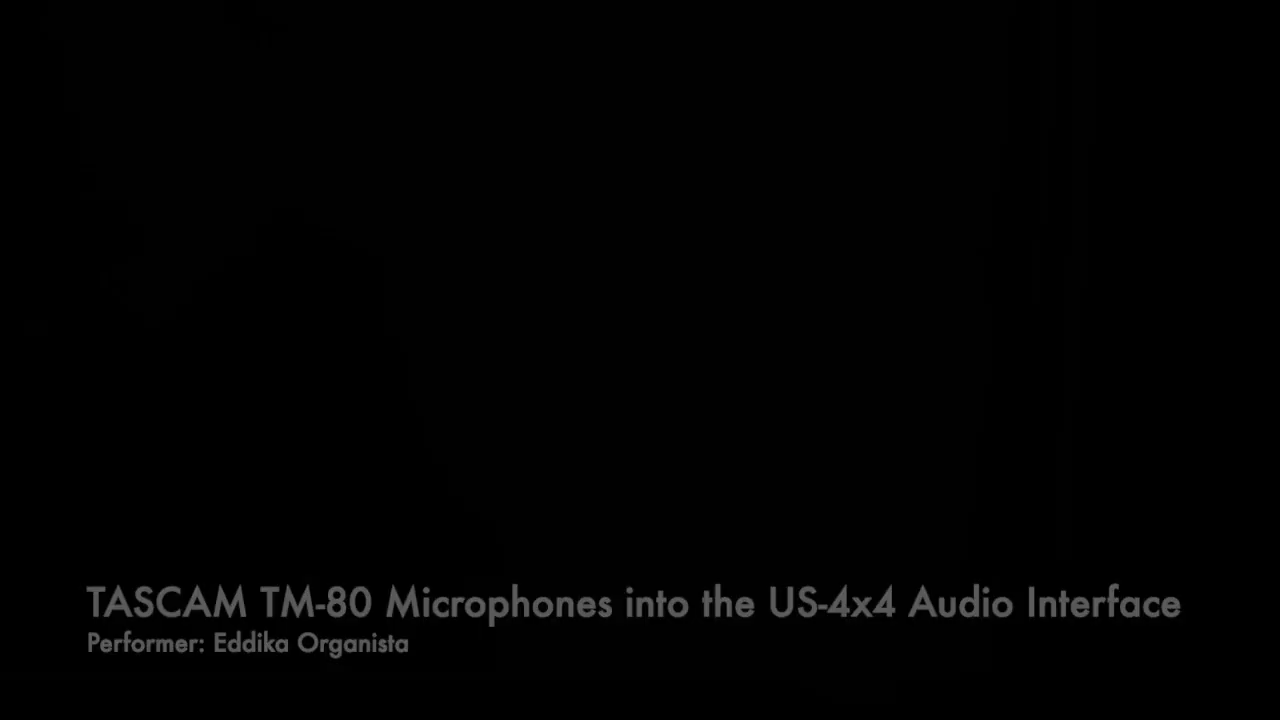 TASCAM TM-80 Microphones into the US-4x4 Audio Interface
Performer: Eddika Organista